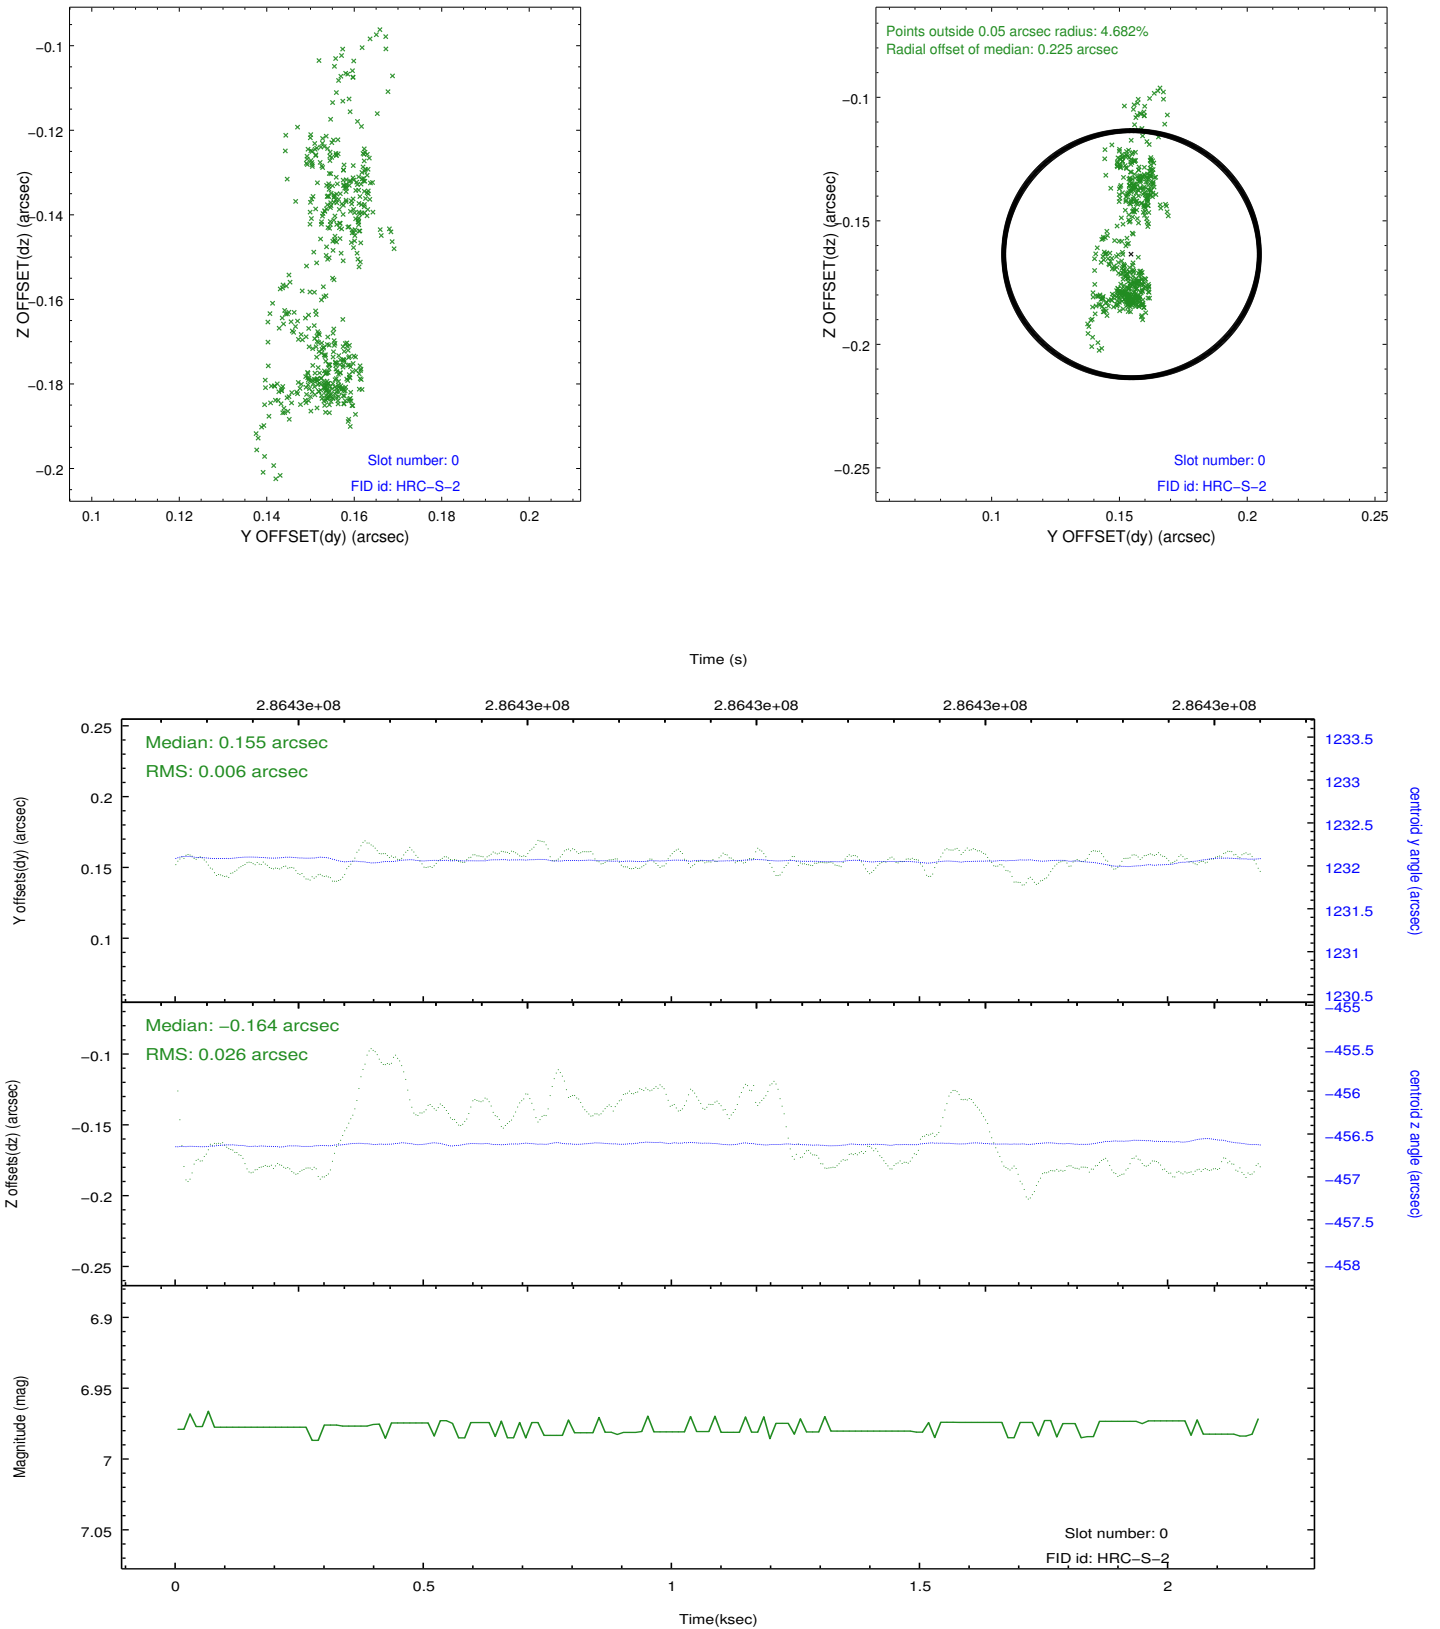 −0.1
−0.12
−0.14
−0.16
−0.18
−0.2
Z OFFSET(dz) (arcsec)
Slot number: 0
FID id: HRC−S−2
0.1 0.12 0.14 0.16 0.18 0.2
Y OFFSET(dy) (arcsec)
Points outside 0.05 arcsec radius: 4.682%
Radial offset of median: 0.225 arcsec
−0.1
−0.15
−0.2
−0.25
Z OFFSET(dz) (arcsec)
Slot number: 0
FID id: HRC−S−2
0.1 0.15 0.2 0.25
Y OFFSET(dy) (arcsec)
Time (s)
2.8643e+08 2.8643e+08 2.8643e+08 2.8643e+08 2.8643e+08
Median: 0.155 arcsec
RMS: 0.006 arcsec
0.25
0.2
0.15
0.1
Y offsets(dy) (arcsec)
1233.5
1233
1232.5
1232
1231.5
1231
1230.5
centroid y angle (arcsec)
Median: −0.164 arcsec
RMS: 0.026 arcsec
−0.1
−0.15
−0.2
−0.25
Z offsets(dz) (arcsec)
−455
−455.5
−456
−456.5
−457
−457.5
−458
centroid z angle (arcsec)
6.9
6.95
7
7.05
Magnitude (mag)
Slot number: 0
FID id: HRC−S−2
0 0.5 1 1.5 2
Time(ksec)